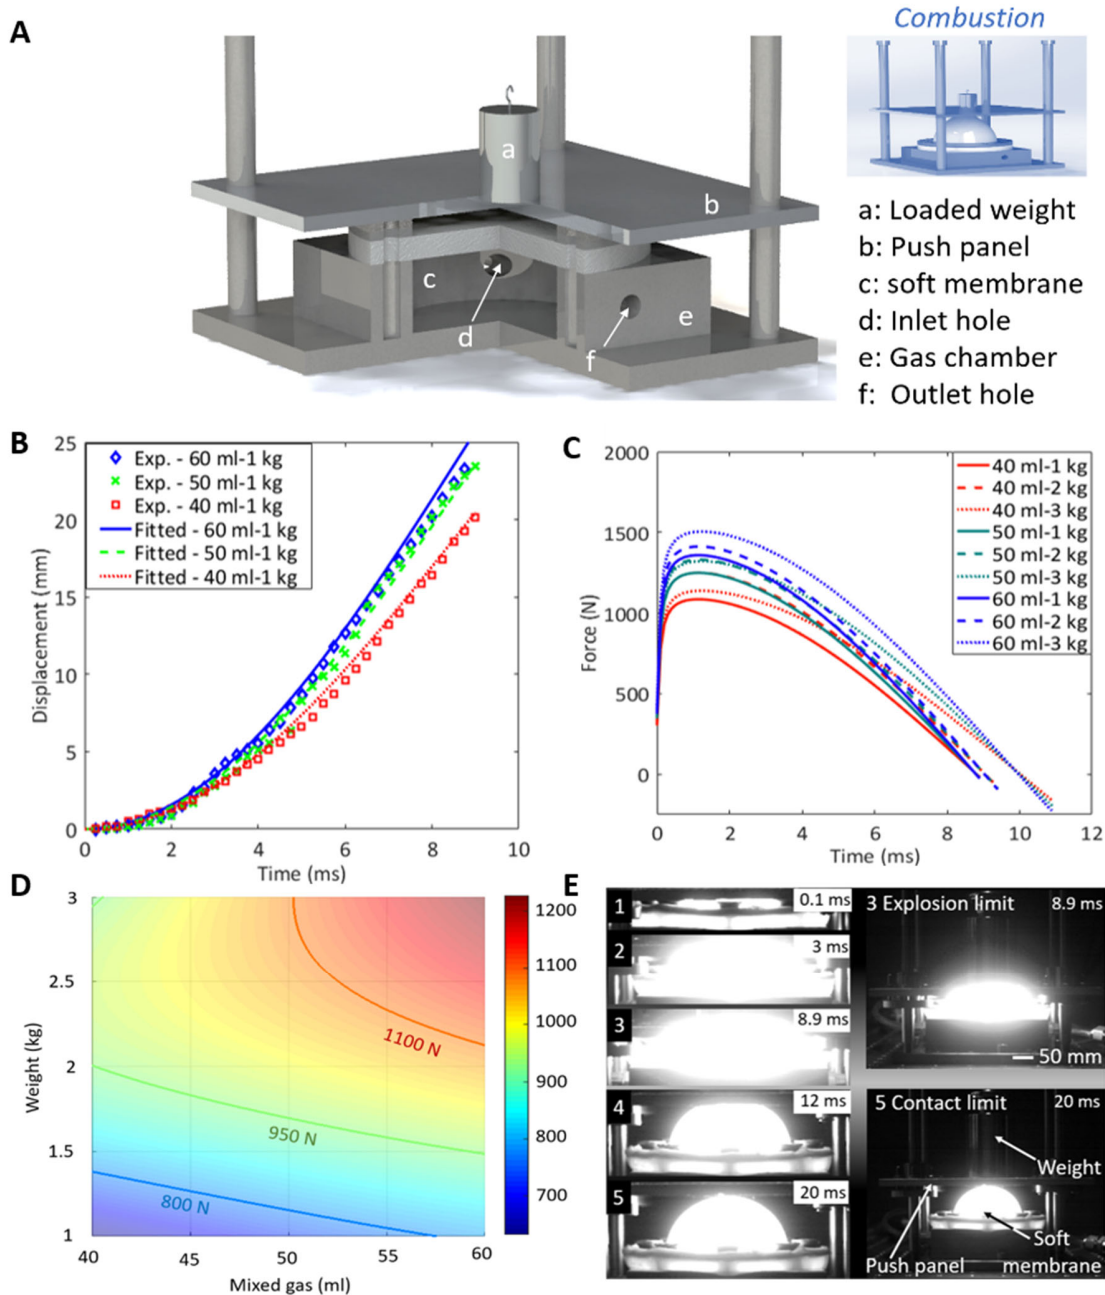 A
Combustion
a
b
c
d
e
f
a: Loaded weight
b: Push panel
c: soft membrane
d: Inlet hole
e: Gas chamber
f: Outlet hole
B
25
20
15
10
5
0
0
2
4
6
8
10
Displacement (mm)
Time (ms)
Exp. - 60 ml-1 kg
Exp. - 50 ml-1 kg
Exp. - 40 ml-1 kg
Fitted - 60 ml-1 kg
Fitted - 50 ml-1 kg
Fitted - 40 ml-1 kg
C
2000
1500
1000
500
0
0
2
4
6
8
10
12
Force (N)
Time (ms)
40 ml-1 kg
40 ml-2 kg
40 ml-3 kg
50 ml-1 kg
50 ml-2 kg
50 ml-3 kg
60 ml-1 kg
60 ml-2 kg
60 ml-3 kg
D
3
2.5
2
1.5
1
40
45
50
55
60
Weight (kg)
Mixed gas (ml)
1100 N
950 N
800 N
1200
1100
1000
900
800
700
E
1
0.1 ms
2
3 ms
3
8.9 ms
4
12 ms
5
20 ms
3 Explosion limit
8.9 ms
50 mm
5 Contact limit
20 ms
Weight
Soft
Push panel
membrane